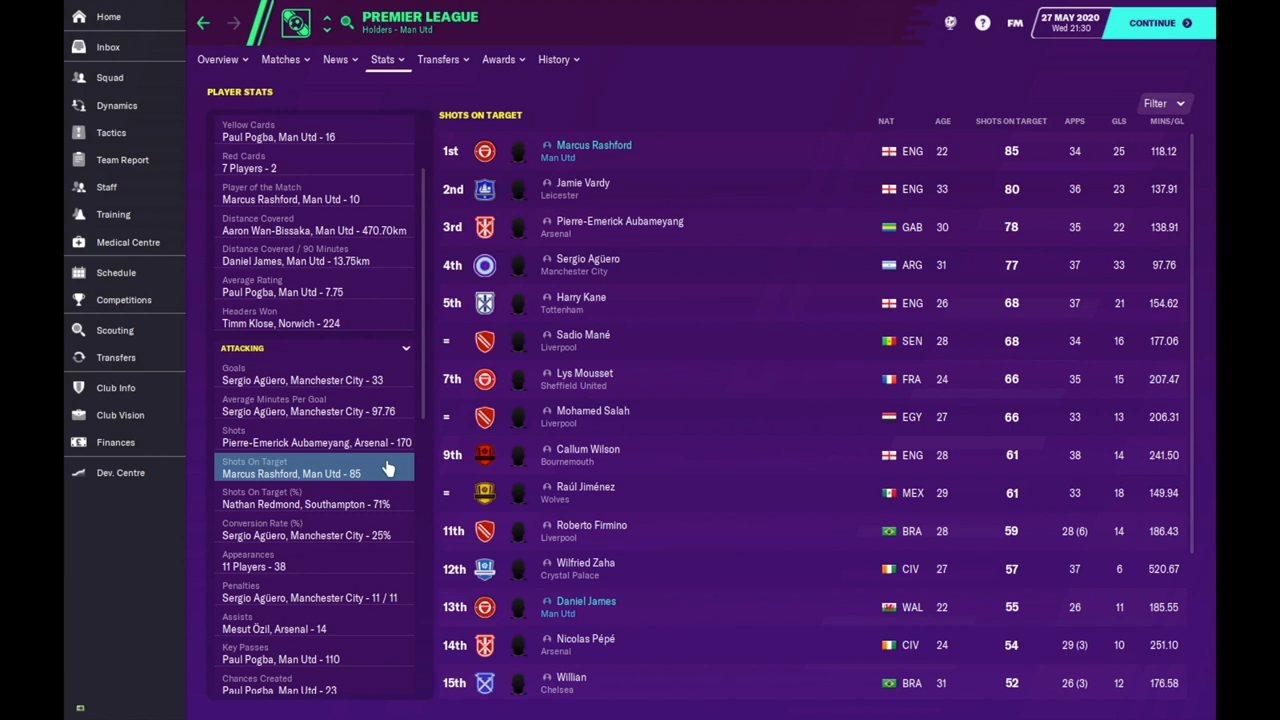 Home
Inbox
Squad
Dynamics
Tactics
Team Report
Staff
Training
Medical Centre
Schedule
Competitions
Scouting
Transfers
Club Info
Club Vision
Finances
Dev. Centre
PREMIER LEAGUE
Holders - Man Utd
FM
27 MAY 2020
Wed 21:30
CONTINUE
Overview Matches News Stats Transfers Awards History
PLAYER STATS
Yellow Cards
Paul Pogba, Man Utd - 16
Red Cards
7 Players - 2
Player of the Match
Marcus Rashford, Man Utd - 10
Distance Covered
Aaron Wan-Bissaka, Man Utd - 470.70km
Distance Covered / 90 Minutes
Daniel James, Man Utd - 13.75km
Average Rating
Paul Pogba, Man Utd - 7.75
Headers Won
Timm Klose, Norwich - 224
ATTACKING
Goals
Sergio Agüero, Manchester City - 33
Average Minutes Per Goal
Sergio Agüero, Manchester City - 97.76
Shots
Pierre-Emerick Aubameyang, Arsenal - 170
Shots On Target
Marcus Rashford, Man Utd - 85
Shots On Target (%)
Nathan Redmond, Southampton - 71%
Conversion Rate (%)
Sergio Agüero, Manchester City - 25%
Appearances
11 Players - 38
Penalties
Sergio Agüero, Manchester City - 11 / 11
Assists
Mesut Özil, Arsenal - 14
Key Passes
Paul Pogba, Man Utd - 110
Chances Created
Paul Pogba, Man Utd - 23
Filter
SHOTS ON TARGET
NAT AGE SHOTS ON TARGET APPS GLS MINS/GL
1st Marcus Rashford ENG 22 85 34 25 118.12
Man Utd
2nd Jamie Vardy ENG 33 80 36 23 137.91
Leicester
3rd Pierre-Emerick Aubameyang GAB 30 78 35 22 138.91
Arsenal
4th Sergio Agüero ARG 31 77 37 33 97.76
Manchester City
5th Harry Kane ENG 26 68 37 21 154.62
Tottenham
= Sadio Mané SEN 28 68 34 16 177.06
Liverpool
7th Lys Mousset FRA 24 66 35 15 207.47
Sheffield United
= Mohamed Salah EGY 27 66 33 13 206.31
Liverpool
9th Callum Wilson ENG 28 61 38 14 241.50
Bournemouth
= Raúl Jiménez MEX 29 61 33 18 149.94
Wolves
11th Roberto Firmino BRA 28 59 28 (6) 14 186.43
Liverpool
12th Wilfried Zaha CIV 27 57 37 6 520.67
Crystal Palace
13th Daniel James WAL 22 55 26 11 185.55
Man Utd
14th Nicolas Pépé CIV 24 54 29 (3) 10 251.10
Arsenal
15th Willian BRA 31 52 26 (3) 12 176.58
Chelsea